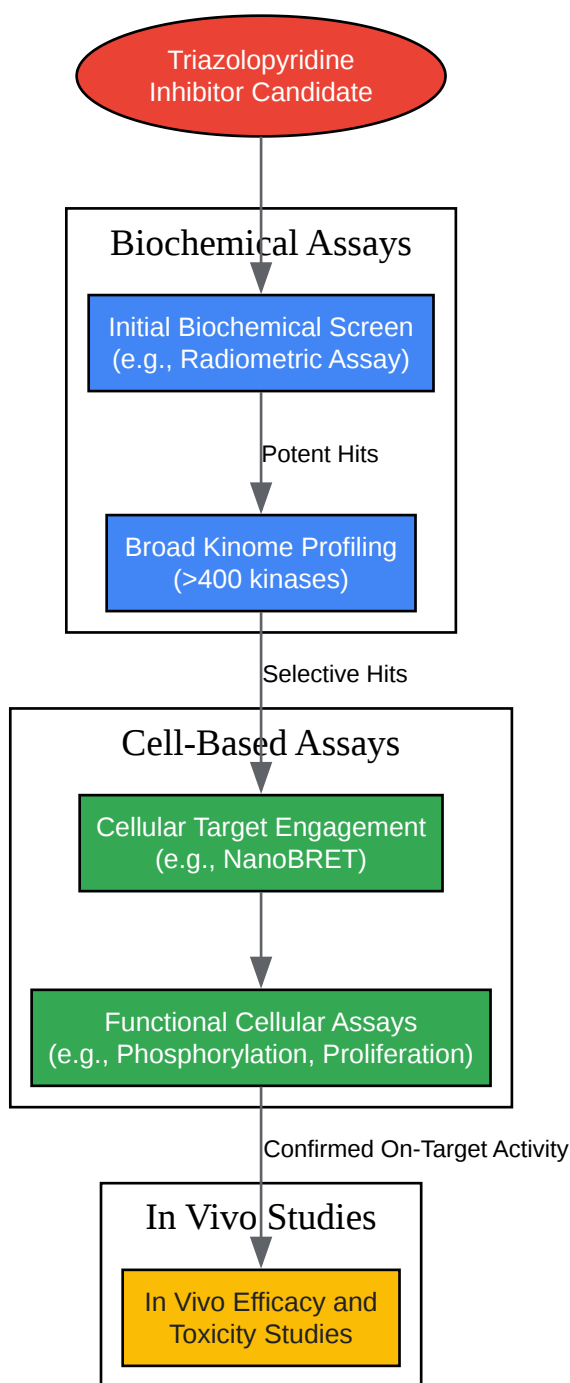 Triazolopyridine
Inhibitor Candidate
Biochemical Assays
Initial Biochemical Screen
(e.g., Radiometric Assay)
Potent Hits
Broad Kinome Profiling
(>400 kinases)
Selective Hits
Cell-Based Assays
Cellular Target Engagement
(e.g., NanoBRET)
Functional Cellular Assays
(e.g., Phosphorylation, Proliferation)
Confirmed On-Target Activity
In Vivo Studies
In Vivo Efficacy and
Toxicity Studies